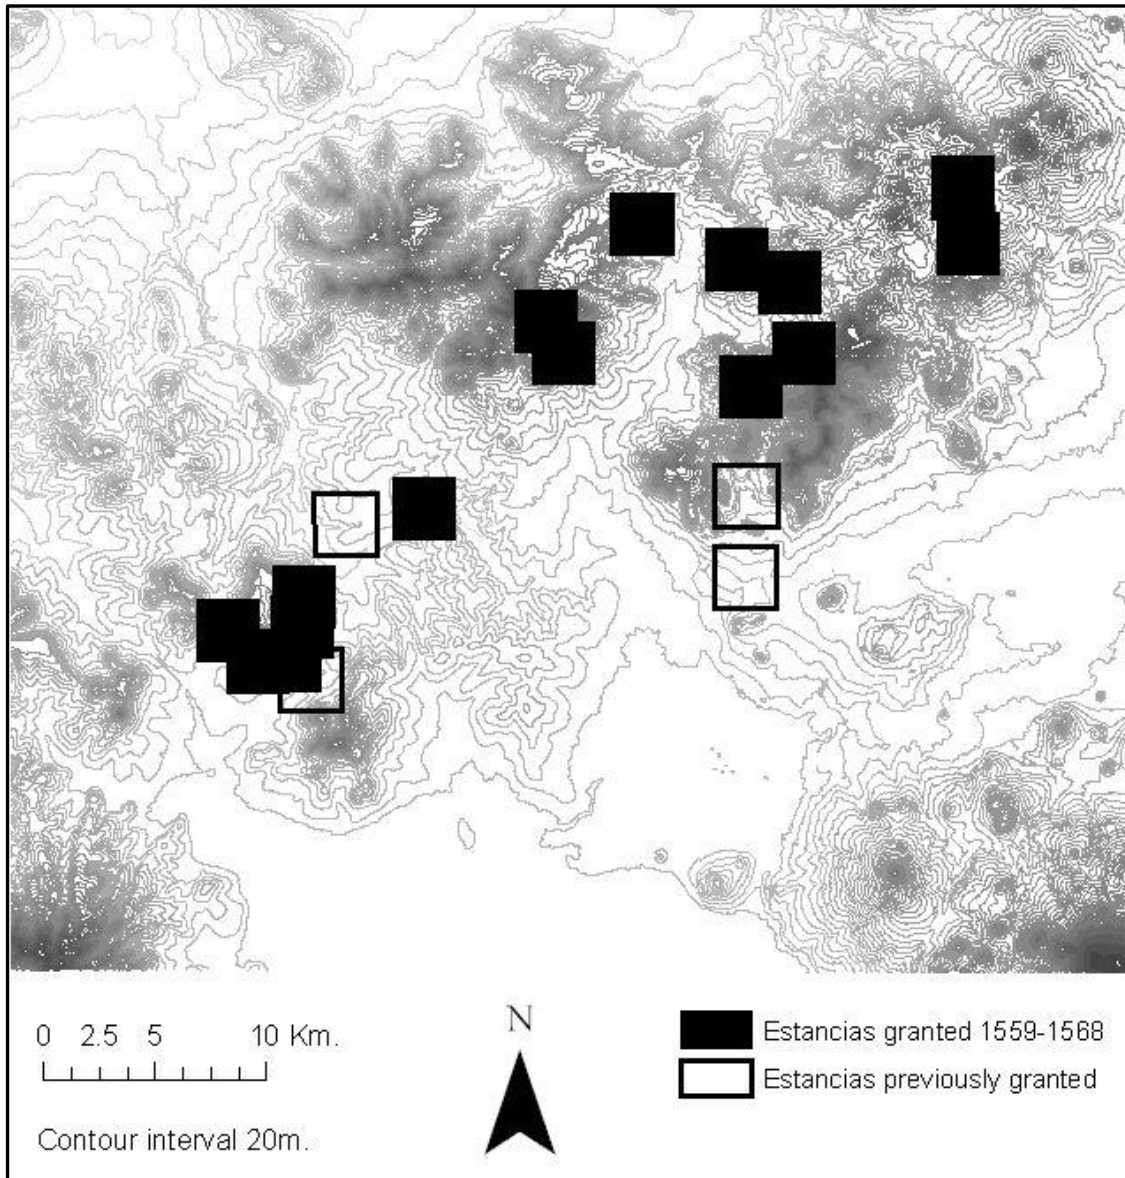 0 2.5 5 10 Km.
Contour interval 20m.
N
Estancias granted 1559-1568
Estancias previously granted